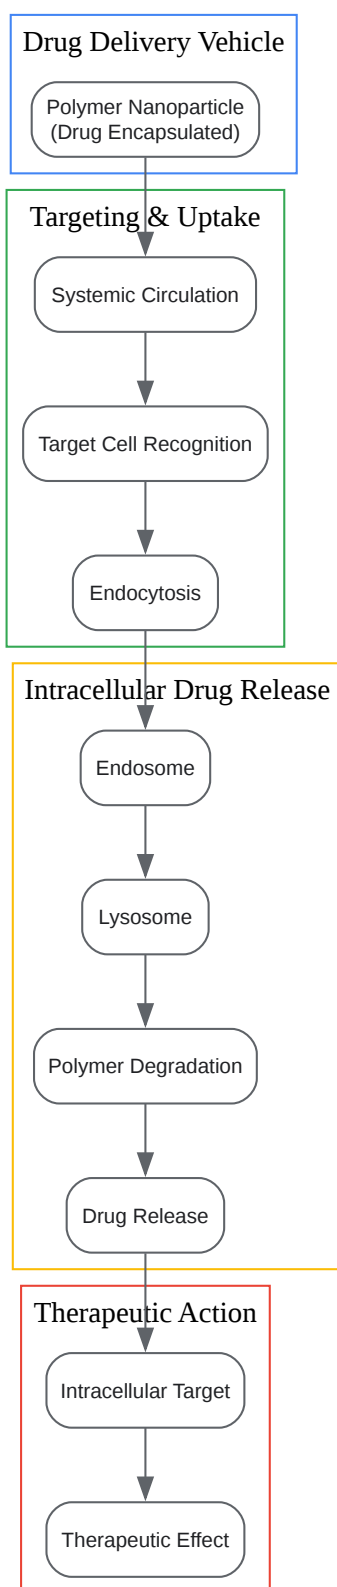 Drug Delivery Vehicle
Polymer Nanoparticle
(Drug Encapsulated)
Targeting & Uptake
Systemic Circulation
Target Cell Recognition
Endocytosis
Intracellular Drug Release
Endosome
Lysosome
Polymer Degradation
Drug Release
Therapeutic Action
Intracellular Target
Therapeutic Effect